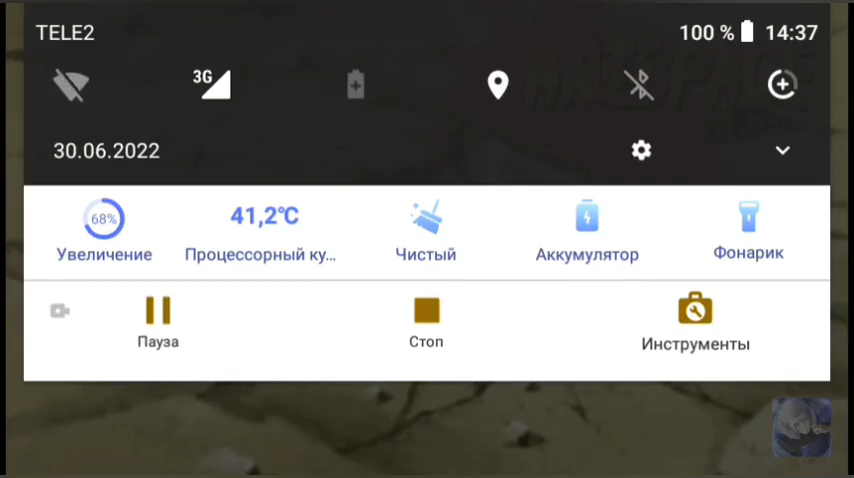 TELE2
100 % 14:37
3G
30.06.2022
68%
41,2°C
Увеличение
Процессорный ку...
Чистый
Аккумулятор
Фонарик
Пауза
Стоп
Инструменты